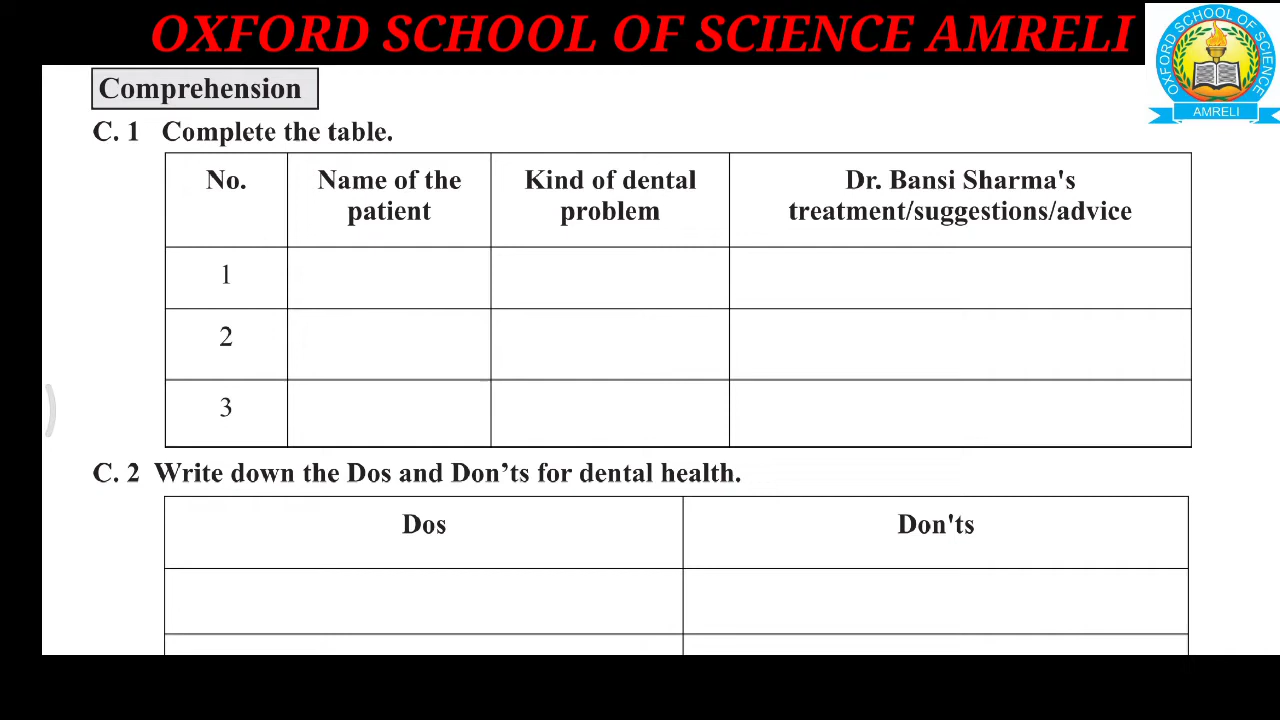 OXFORD SCHOOL OF SCIENCE AMRELI
OXFORD SCHOOL OF SCIENCE
AMRELI
Comprehension
C. 1 Complete the table.
No. Name of the patient Kind of dental problem Dr. Bansi Sharma's treatment/suggestions/advice
1
2
3
C. 2 Write down the Dos and Don’ts for dental health.
Dos Don'ts